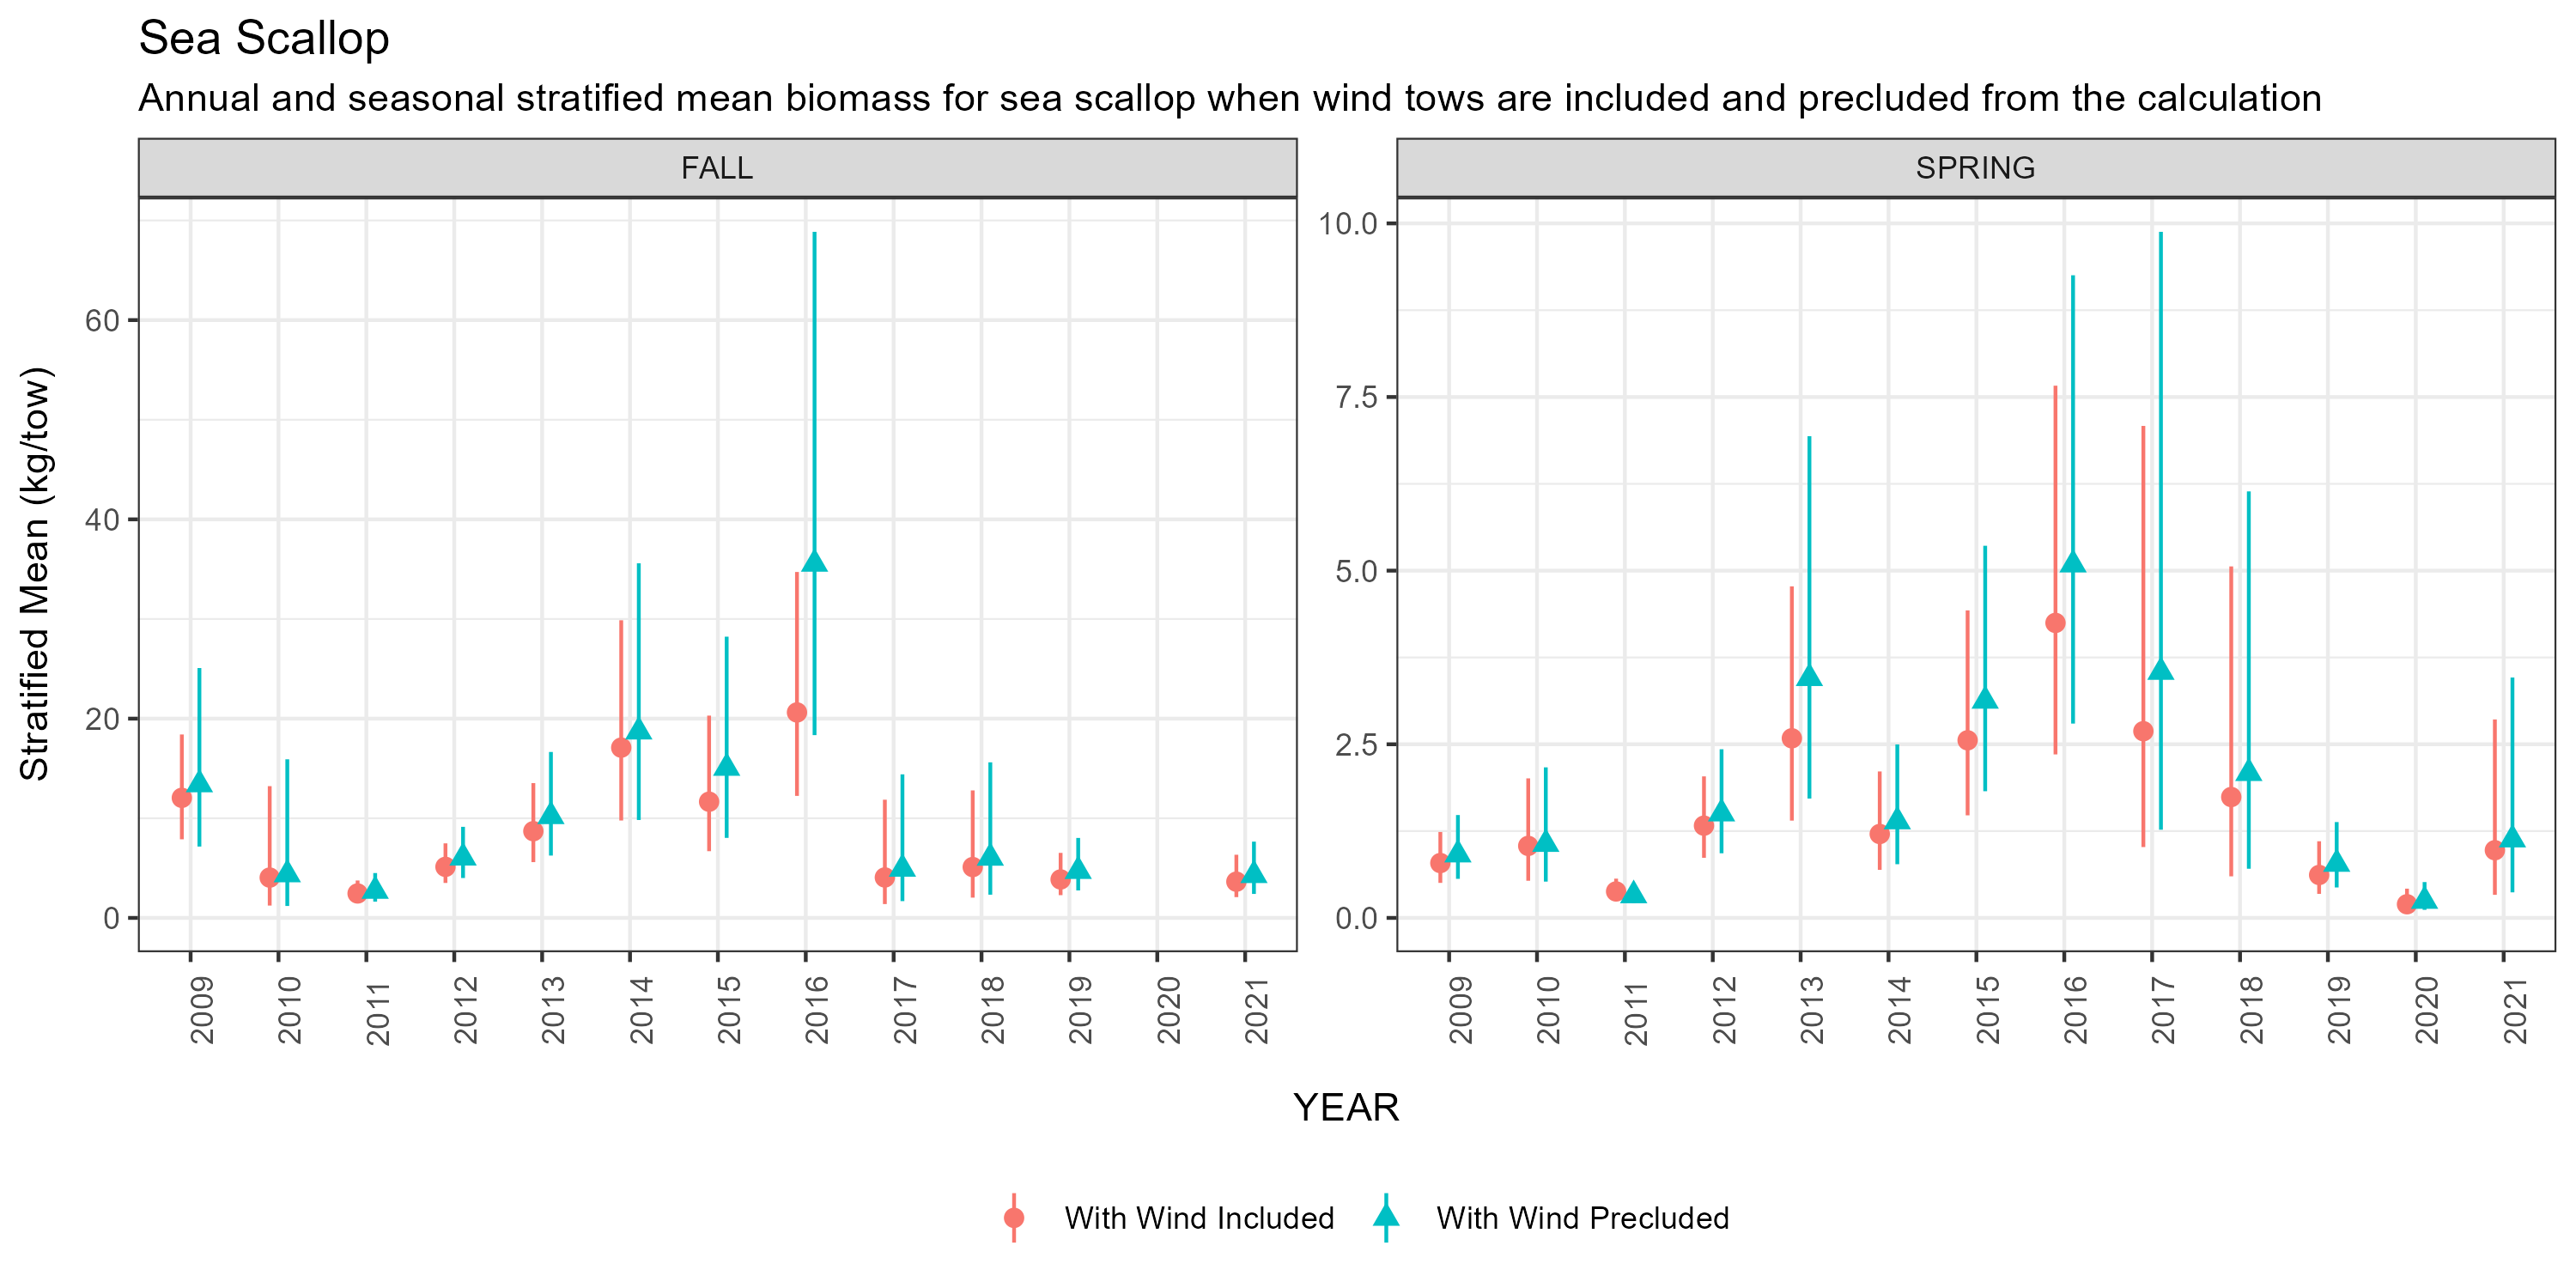 Sea Scallop
Annual and seasonal stratified mean biomass for sea scallop when wind tows are included and precluded from the calculation
FALL
SPRING
Stratified Mean (kg/tow)
60
40
20
0
10.0
7.5
5.0
2.5
0.0
2009 2010 2011 2012 2013 2014 2015 2016 2017 2018 2019 2020 2021
2009 2010 2011 2012 2013 2014 2015 2016 2017 2018 2019 2020 2021
YEAR
With Wind Included
With Wind Precluded